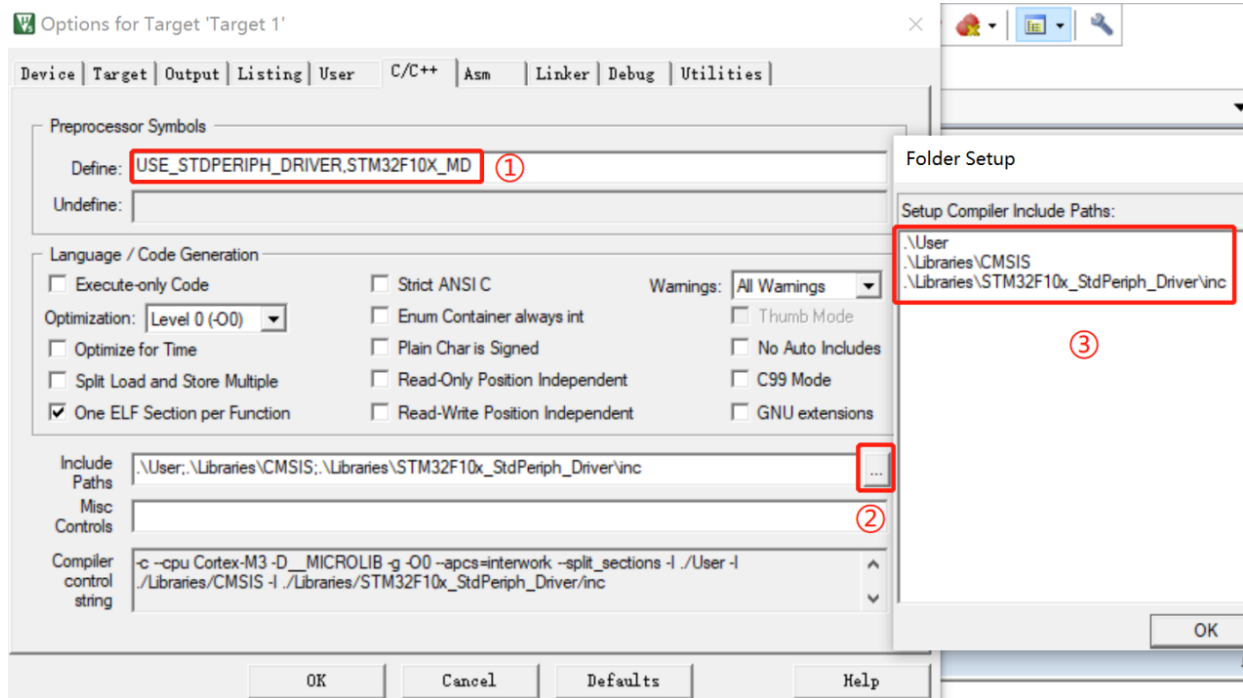 Options for Target 'Target 1'
Device Target Output Listing User C/C++ Asm Linker Debug Utilities
Preprocessor Symbols
Define: USE_STDPERIPH_DRIVER,STM32F10X_MD ①
Undefine:
Language / Code Generation
Execute-only Code
Strict ANSI C
Warnings: All Warnings
Optimization: Level 0 (-O0)
Enum Container always int
Thumb Mode
Optimize for Time
Plain Char is Signed
No Auto Includes
Split Load and Store Multiple
Read-Only Position Independent
C99 Mode
One ELF Section per Function
Read-Write Position Independent
GNU extensions
Include Paths
.\User;.\Libraries\CMSIS;.\Libraries\STM32F10x_StdPeriph_Driver\inc
...
②
Misc Controls
Compiler control string
-c --cpu Cortex-M3 -D__MICROLIB -g -O0 --apcs=interwork --split_sections -I ./User -I
./Libraries/CMSIS -I ./Libraries/STM32F10x_StdPeriph_Driver/inc
OK Cancel Defaults Help
Folder Setup
Setup Compiler Include Paths:
.\User
.\Libraries\CMSIS
.\Libraries\STM32F10x_StdPeriph_Driver\inc
③
OK